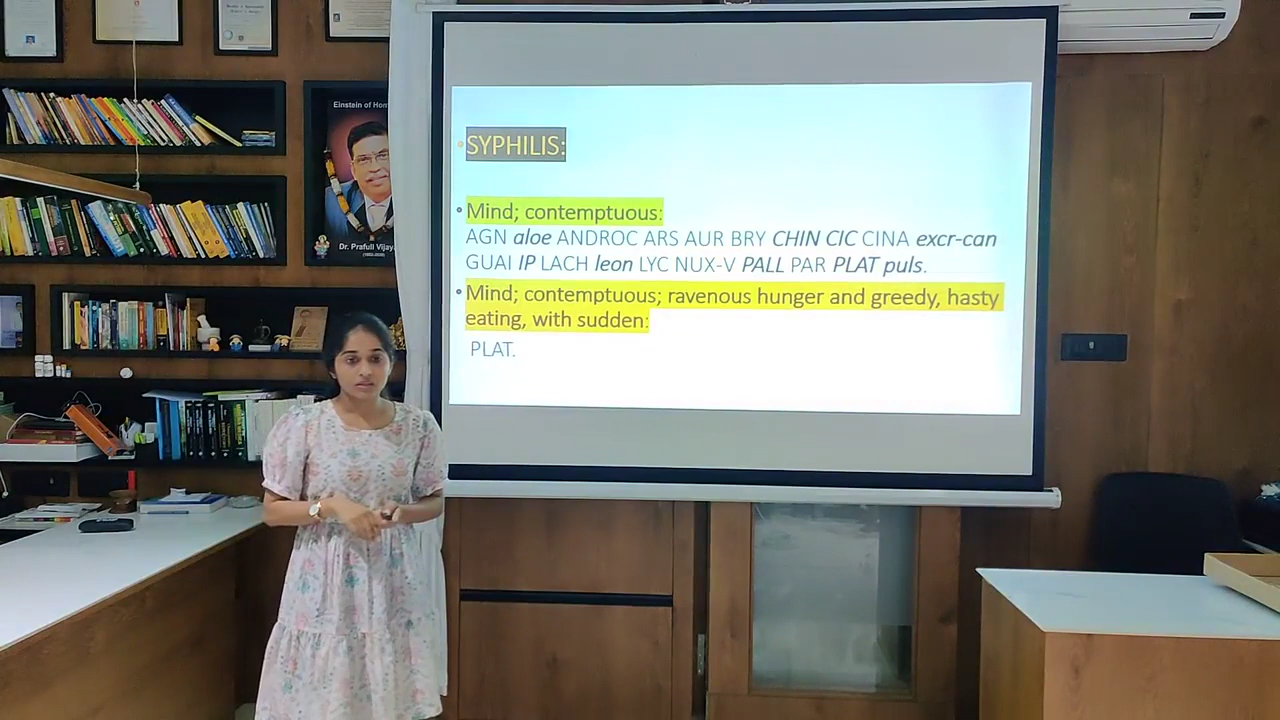 Einstein of Hom
Dr. Prafull Vijay
SYPHILIS:
Mind; contemptuous:
AGN aloe ANDROC ARS AUR BRY CHIN CIC CINA excr-can
GUAI IP LACH leon LYC NUX-V PALL PAR PLAT puls.
Mind; contemptuous; ravenous hunger and greedy, hasty
eating, with sudden:
PLAT.